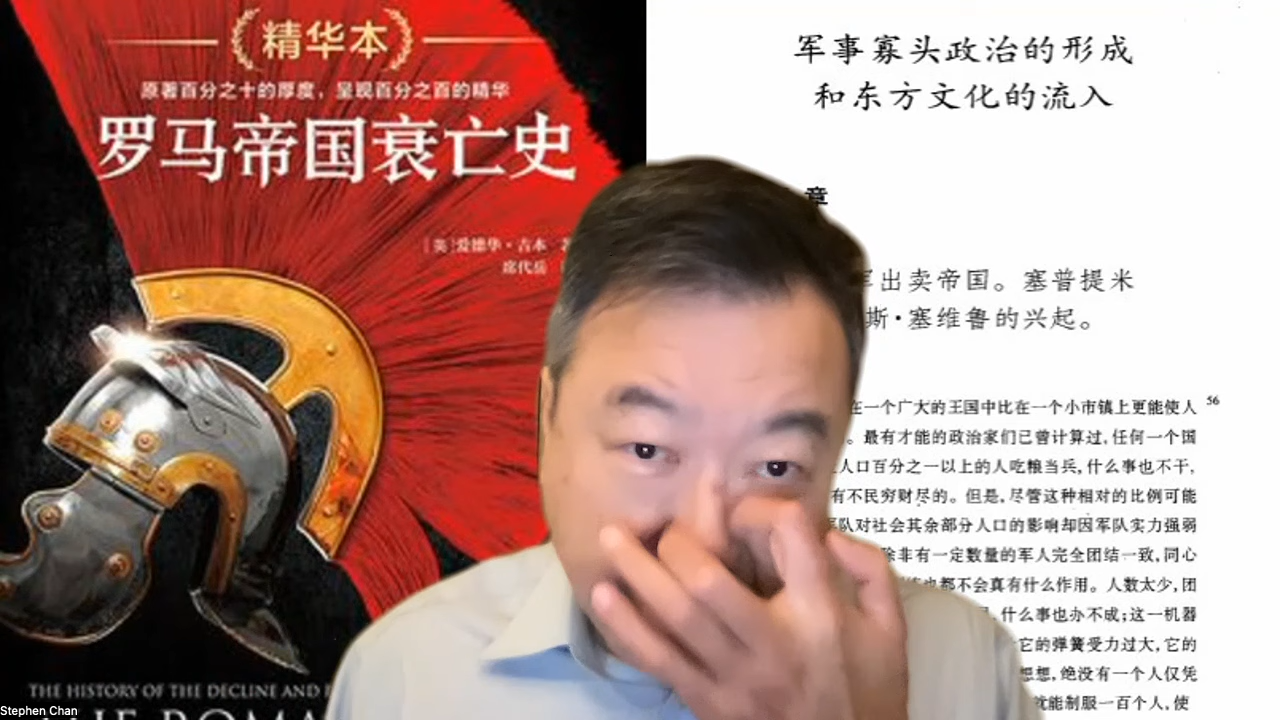 精华本
原著百分之十的厚度，呈现百分之百的精华
罗马帝国衰亡史
［英］爱德华·吉本
席代岳
THE HISTORY OF THE DECLINE AND
THE ROMA
Stephen Chan
军事寡头政治的形成
和东方文化的流入
章
出卖帝国。塞普提米
斯·塞维鲁的兴起。
在一个广大的王国中比在一个小市镇上更能使人
56
。最有才能的政治家们已曾计算过,任何一个国
人口百分之一以上的人吃粮当兵,什么事也不干,
有不民穷财尽的。但是,尽管这种相对的比例可能
队对社会其余部分人口的影响却因军队实力强弱
除非有一定数量的军人完全团结一致,同心
也都不会真有什么作用。人数太少,团
什么事也办不成;这一机器
它的弹簧受力过大,它的
想想,绝没有一个人仅凭
就能制服一百个人,使